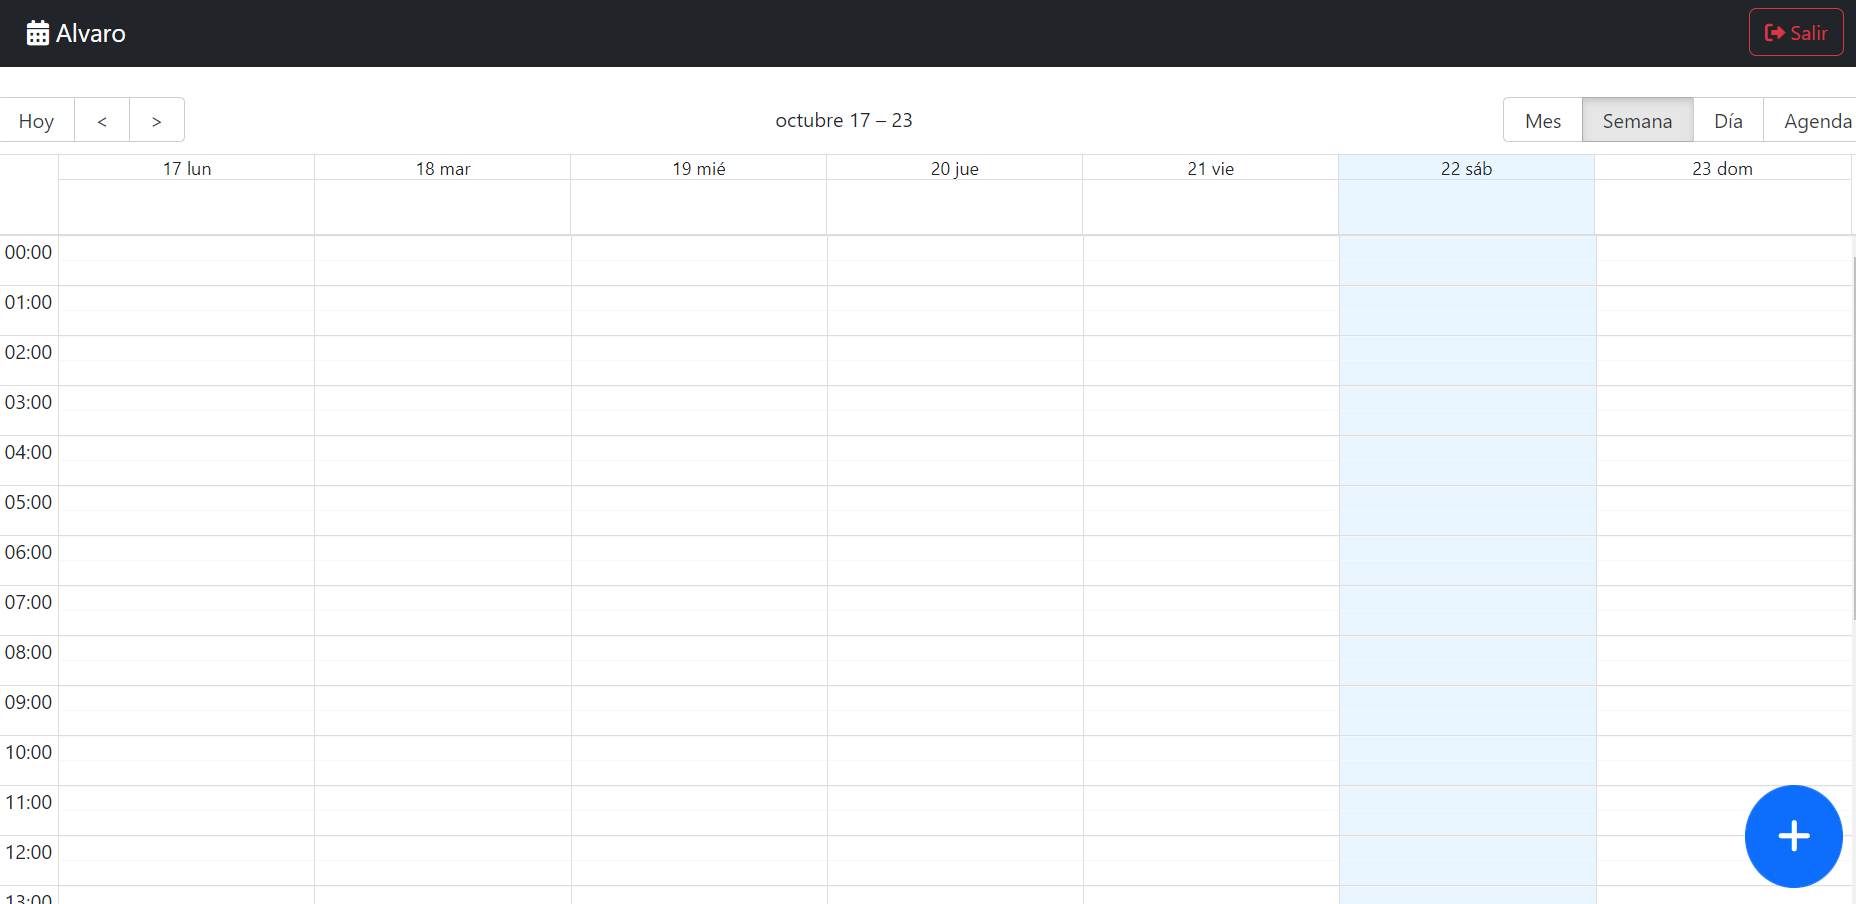 Alvaro
Salir
Hoy < >
octubre 17 – 23
Mes Semana Día Agenda
17 lun 18 mar 19 mié 20 jue 21 vie 22 sáb 23 dom
00:00
01:00
02:00
03:00
04:00
05:00
06:00
07:00
08:00
09:00
10:00
11:00
12:00
13:00